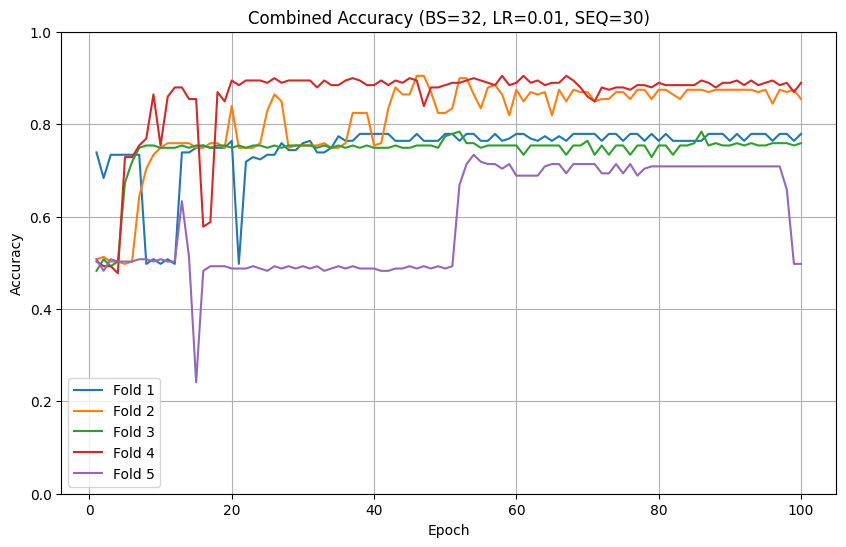 Combined Accuracy (BS=32, LR=0.01, SEQ=30)
1.0
0.8
0.6
0.4
0.2
0.0
Accuracy
Fold 1
Fold 2
Fold 3
Fold 4
Fold 5
0 20 40 60 80 100
Epoch